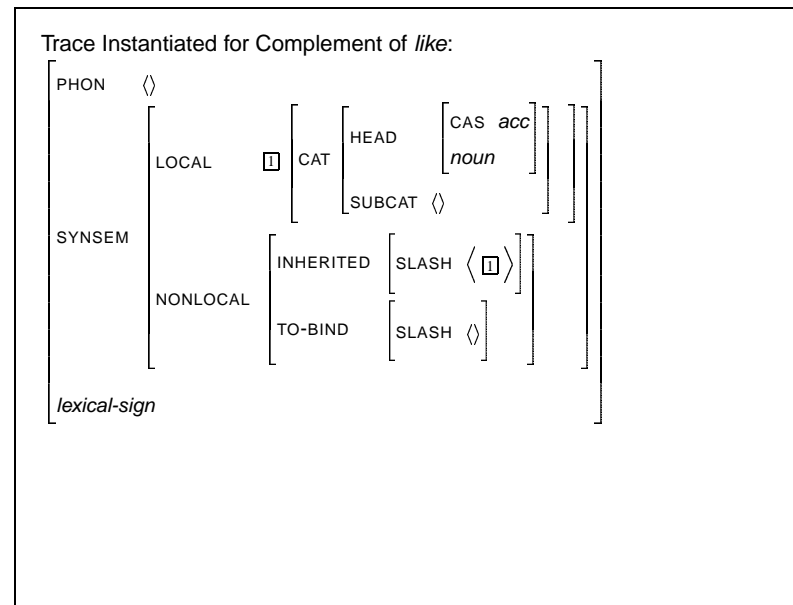 Trace Instantiated for Complement of like:
PHON ⟨⟩
CAS acc
HEAD
LOCAL 1 CAT noun
SUBCAT ⟨⟩
SYNSEM
INHERITED SLASH ⟨ 1 ⟩
NONLOCAL
TO-BIND SLASH ⟨⟩
lexical-sign